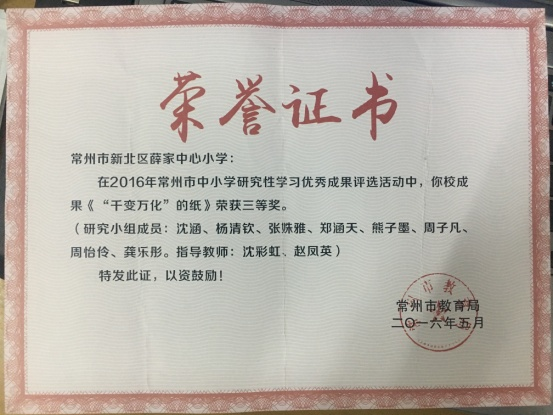 荣誉证书
常州市新北区薛家中心小学：
在2016年常州市中小学研究性学习优秀成果评选活动中，你校成
果《“千变万化”的纸》荣获三等奖。
（研究小组成员：沈涵、杨清钦、张姝雅、郑涵天、熊子墨、周子凡、
周怡伶、龚乐彤。指导教师：沈彩虹、赵凤英）
特发此证，以资鼓励！
常州市教育局
二〇一六年五月